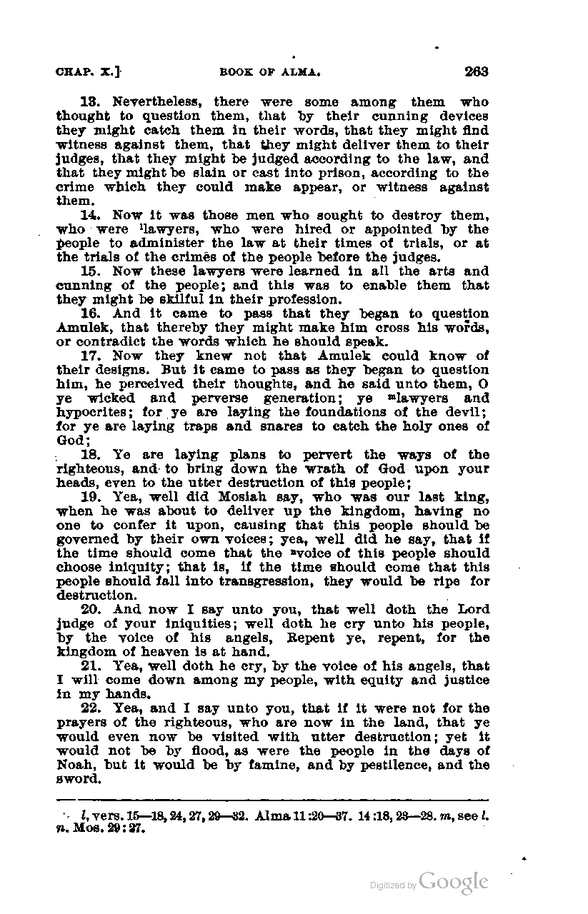 CHAP. X.]
BOOK OF ALMA.
263
13. Nevertheless, there were some among them who
thought to question them, that by their cunning devices
they might catch them in their words, that they might find
witness against them, that they might deliver them to their
judges, that they might be judged according to the law, and
that they might be slain or cast into prison, according to the
crime which they could make appear, or witness against
them.
14. Now it was those men who sought to destroy them,
who were ˡlawyers, who were hired or appointed by the
people to administer the law at their times of trials, or at
the trials of the crimes of the people before the judges.
15. Now these lawyers were learned in all the arts and
cunning of the people; and this was to enable them that
they might be skilful in their profession.
16. And it came to pass that they began to question
Amulek, that thereby they might make him cross his words,
or contradict the words which he should speak.
17. Now they knew not that Amulek could know of
their designs. But it came to pass as they began to question
him, he perceived their thoughts, and he said unto them, O
ye wicked and perverse generation; ye ᵐlawyers and
hypocrites; for ye are laying the foundations of the devil;
for ye are laying traps and snares to catch the holy ones of
God;
18. Ye are laying plans to pervert the ways of the
righteous, and to bring down the wrath of God upon your
heads, even to the utter destruction of this people;
19. Yea, well did Mosiah say, who was our last king,
when he was about to deliver up the kingdom, having no
one to confer it upon, causing that this people should be
governed by their own voices; yea, well did he say, that if
the time should come that the ⁿvoice of this people should
choose iniquity; that is, if the time should come that this
people should fall into transgression, they would be ripe for
destruction.
20. And now I say unto you, that well doth the Lord
judge of your iniquities; well doth he cry unto his people,
by the voice of his angels, Repent ye, repent, for the
kingdom of heaven is at hand.
21. Yea, well doth he cry, by the voice of his angels, that
I will come down among my people, with equity and justice
in my hands.
22. Yea, and I say unto you, that if it were not for the
prayers of the righteous, who are now in the land, that ye
would even now be visited with utter destruction; yet it
would not be by flood, as were the people in the days of
Noah, but it would be by famine, and by pestilence, and the
sword.
l, vers. 15—18, 24, 27, 29—32. Alma 11:20—37. 14:18, 23—28. m, see l.
n. Mos. 29:27.
Digitized by Google